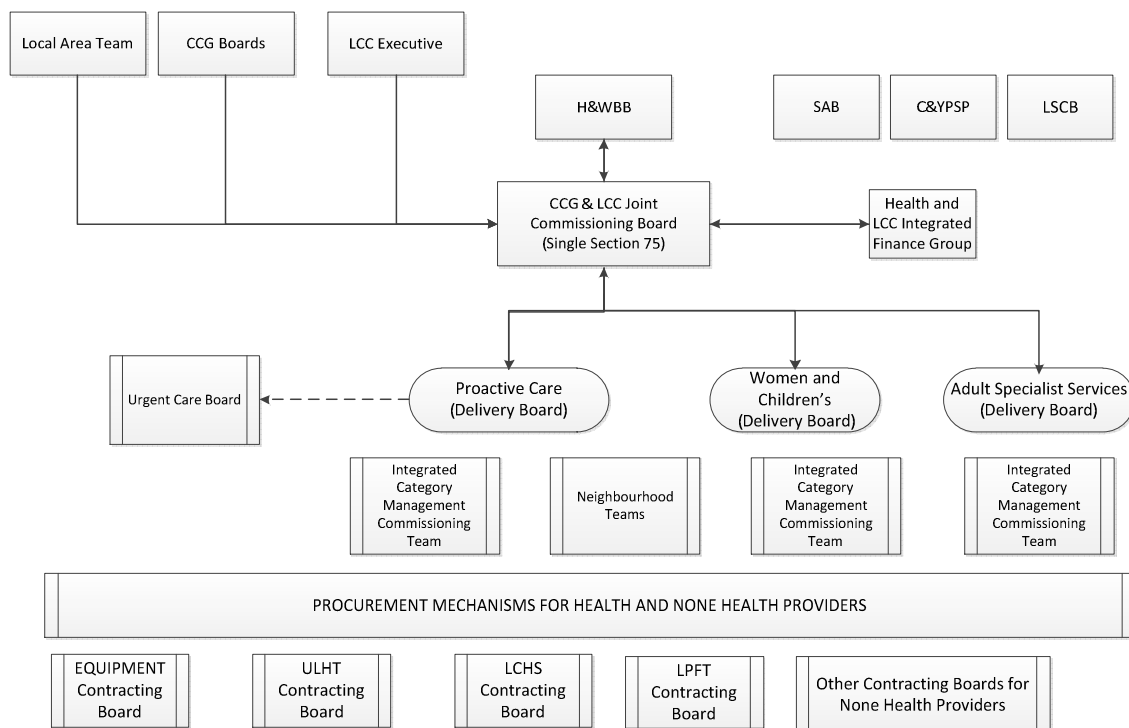 Local Area Team
CCG Boards
LCC Executive
H&WBB
SAB
C&YPSP
LSCB
CCG & LCC Joint
Commissioning Board
(Single Section 75)
Health and
LCC Integrated
Finance Group
Urgent Care Board
Proactive Care
(Delivery Board)
Women and
Children's
(Delivery Board)
Adult Specialist Services
(Delivery Board)
Integrated
Category
Management
Commissioning
Team
Neighbourhood
Teams
Integrated
Category
Management
Commissioning
Team
Integrated
Category
Management
Commissioning
Team
PROCUREMENT MECHANISMS FOR HEALTH AND NONE HEALTH PROVIDERS
EQUIPMENT
Contracting
Board
ULHT
Contracting
Board
LCHS
Contracting
Board
LPFT
Contracting
Board
Other Contracting Boards for
None Health Providers